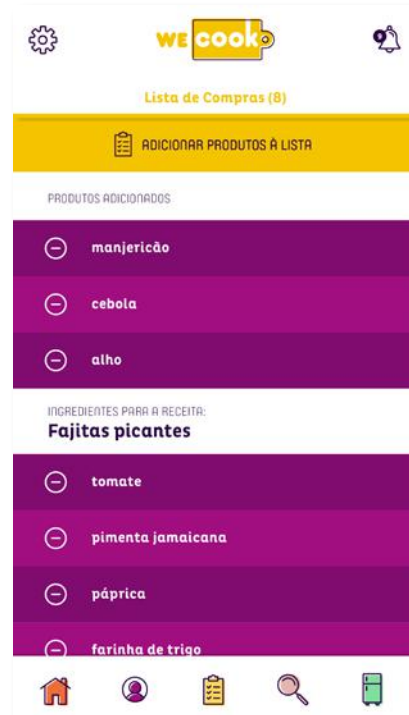 WE COOK
9
Lista de Compras (8)
ADICIONAR PRODUTOS À LISTA
PRODUTOS ADICIONADOS
manjericão
cebola
alho
INGREDIENTES PARA A RECEITA:
Fajitas picantes
tomate
pimenta jamaicana
páprica
farinha de trigo